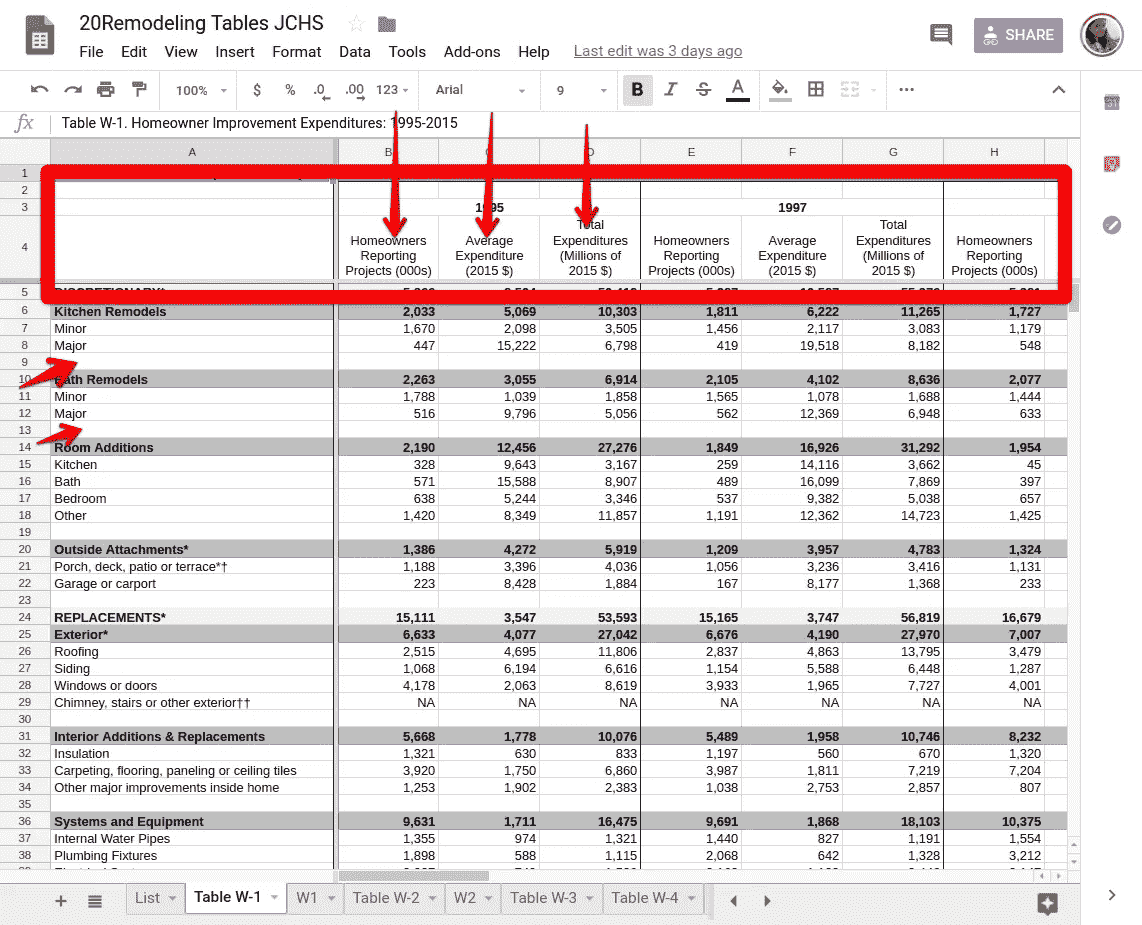 20Remodeling Tables JCHS
SHARE
File Edit View Insert Format Data Tools Add-ons Help Last edit was 3 days ago
100% $ % .0 .00 123 Arial 9 B I S A
fx Table W-1. Homeowner Improvement Expenditures: 1995-2015
A B C D E F G H
1
2
3 1995 1997
4 Homeowners Reporting Projects (000s) Average Expenditure (2015 $) Total Expenditures (Millions of 2015 $) Homeowners Reporting Projects (000s) Average Expenditure (2015 $) Total Expenditures (Millions of 2015 $) Homeowners Reporting Projects (000s)
5 DISCRETIONARY*
6 Kitchen Remodels 2,033 5,069 10,303 1,811 6,222 11,265 1,727
7 Minor 1,670 2,098 3,505 1,456 2,117 3,083 1,179
8 Major 447 15,222 6,798 419 19,518 8,182 548
9
10 Bath Remodels 2,263 3,055 6,914 2,105 4,102 8,636 2,077
11 Minor 1,788 1,039 1,858 1,565 1,078 1,688 1,444
12 Major 516 9,796 5,056 562 12,369 6,948 633
13
14 Room Additions 2,190 12,456 27,276 1,849 16,926 31,292 1,954
15 Kitchen 328 9,643 3,167 259 14,116 3,662 45
16 Bath 571 15,588 8,907 489 16,099 7,869 397
17 Bedroom 638 5,244 3,346 537 9,382 5,038 657
18 Other 1,420 8,349 11,857 1,191 12,362 14,723 1,425
19
20 Outside Attachments* 1,386 4,272 5,919 1,209 3,957 4,783 1,324
21 Porch, deck, patio or terrace*† 1,188 3,396 4,036 1,056 3,236 3,416 1,131
22 Garage or carport 223 8,428 1,884 167 8,177 1,368 233
23
24 REPLACEMENTS* 15,111 3,547 53,593 15,165 3,747 56,819 16,679
25 Exterior* 6,633 4,077 27,042 6,676 4,190 27,970 7,007
26 Roofing 2,515 4,695 11,806 2,837 4,863 13,795 3,479
27 Siding 1,068 6,194 6,616 1,154 5,588 6,448 1,287
28 Windows or doors 4,178 2,063 8,619 3,933 1,965 7,727 4,001
29 Chimney, stairs or other exterior†† NA NA NA NA NA NA NA
30
31 Interior Additions & Replacements 5,668 1,778 10,076 5,489 1,958 10,746 8,232
32 Insulation 1,321 630 833 1,197 560 670 1,320
33 Carpeting, flooring, paneling or ceiling tiles 3,920 1,750 6,860 3,987 1,811 7,219 7,204
34 Other major improvements inside home 1,253 1,902 2,383 1,038 2,753 2,857 807
35
36 Systems and Equipment 9,631 1,711 16,475 9,691 1,868 18,103 10,375
37 Internal Water Pipes 1,355 974 1,321 1,440 827 1,191 1,554
38 Plumbing Fixtures 1,898 588 1,115 2,068 642 1,328 3,212
List Table W-1 W1 Table W-2 W2 Table W-3 Table W-4